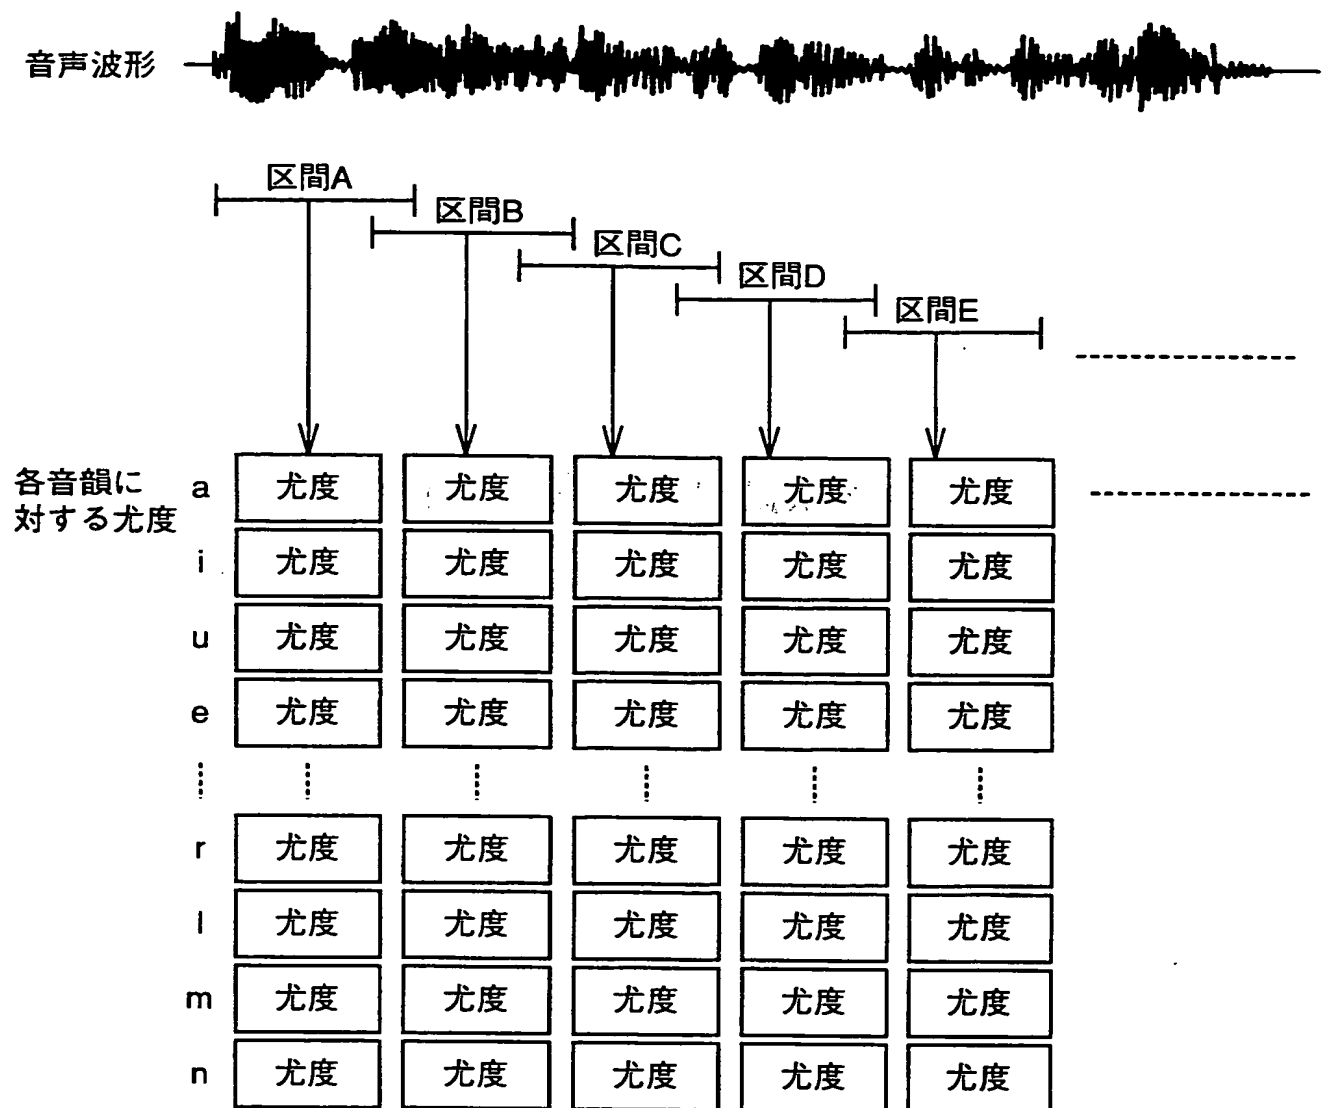 音声波形
区間A
区間B
区間C
区間D
区間E
各音韻に
対する尤度
a 尤度 尤度 尤度 尤度 尤度
i 尤度 尤度 尤度 尤度 尤度
u 尤度 尤度 尤度 尤度 尤度
e 尤度 尤度 尤度 尤度 尤度
r 尤度 尤度 尤度 尤度 尤度
l 尤度 尤度 尤度 尤度 尤度
m 尤度 尤度 尤度 尤度 尤度
n 尤度 尤度 尤度 尤度 尤度